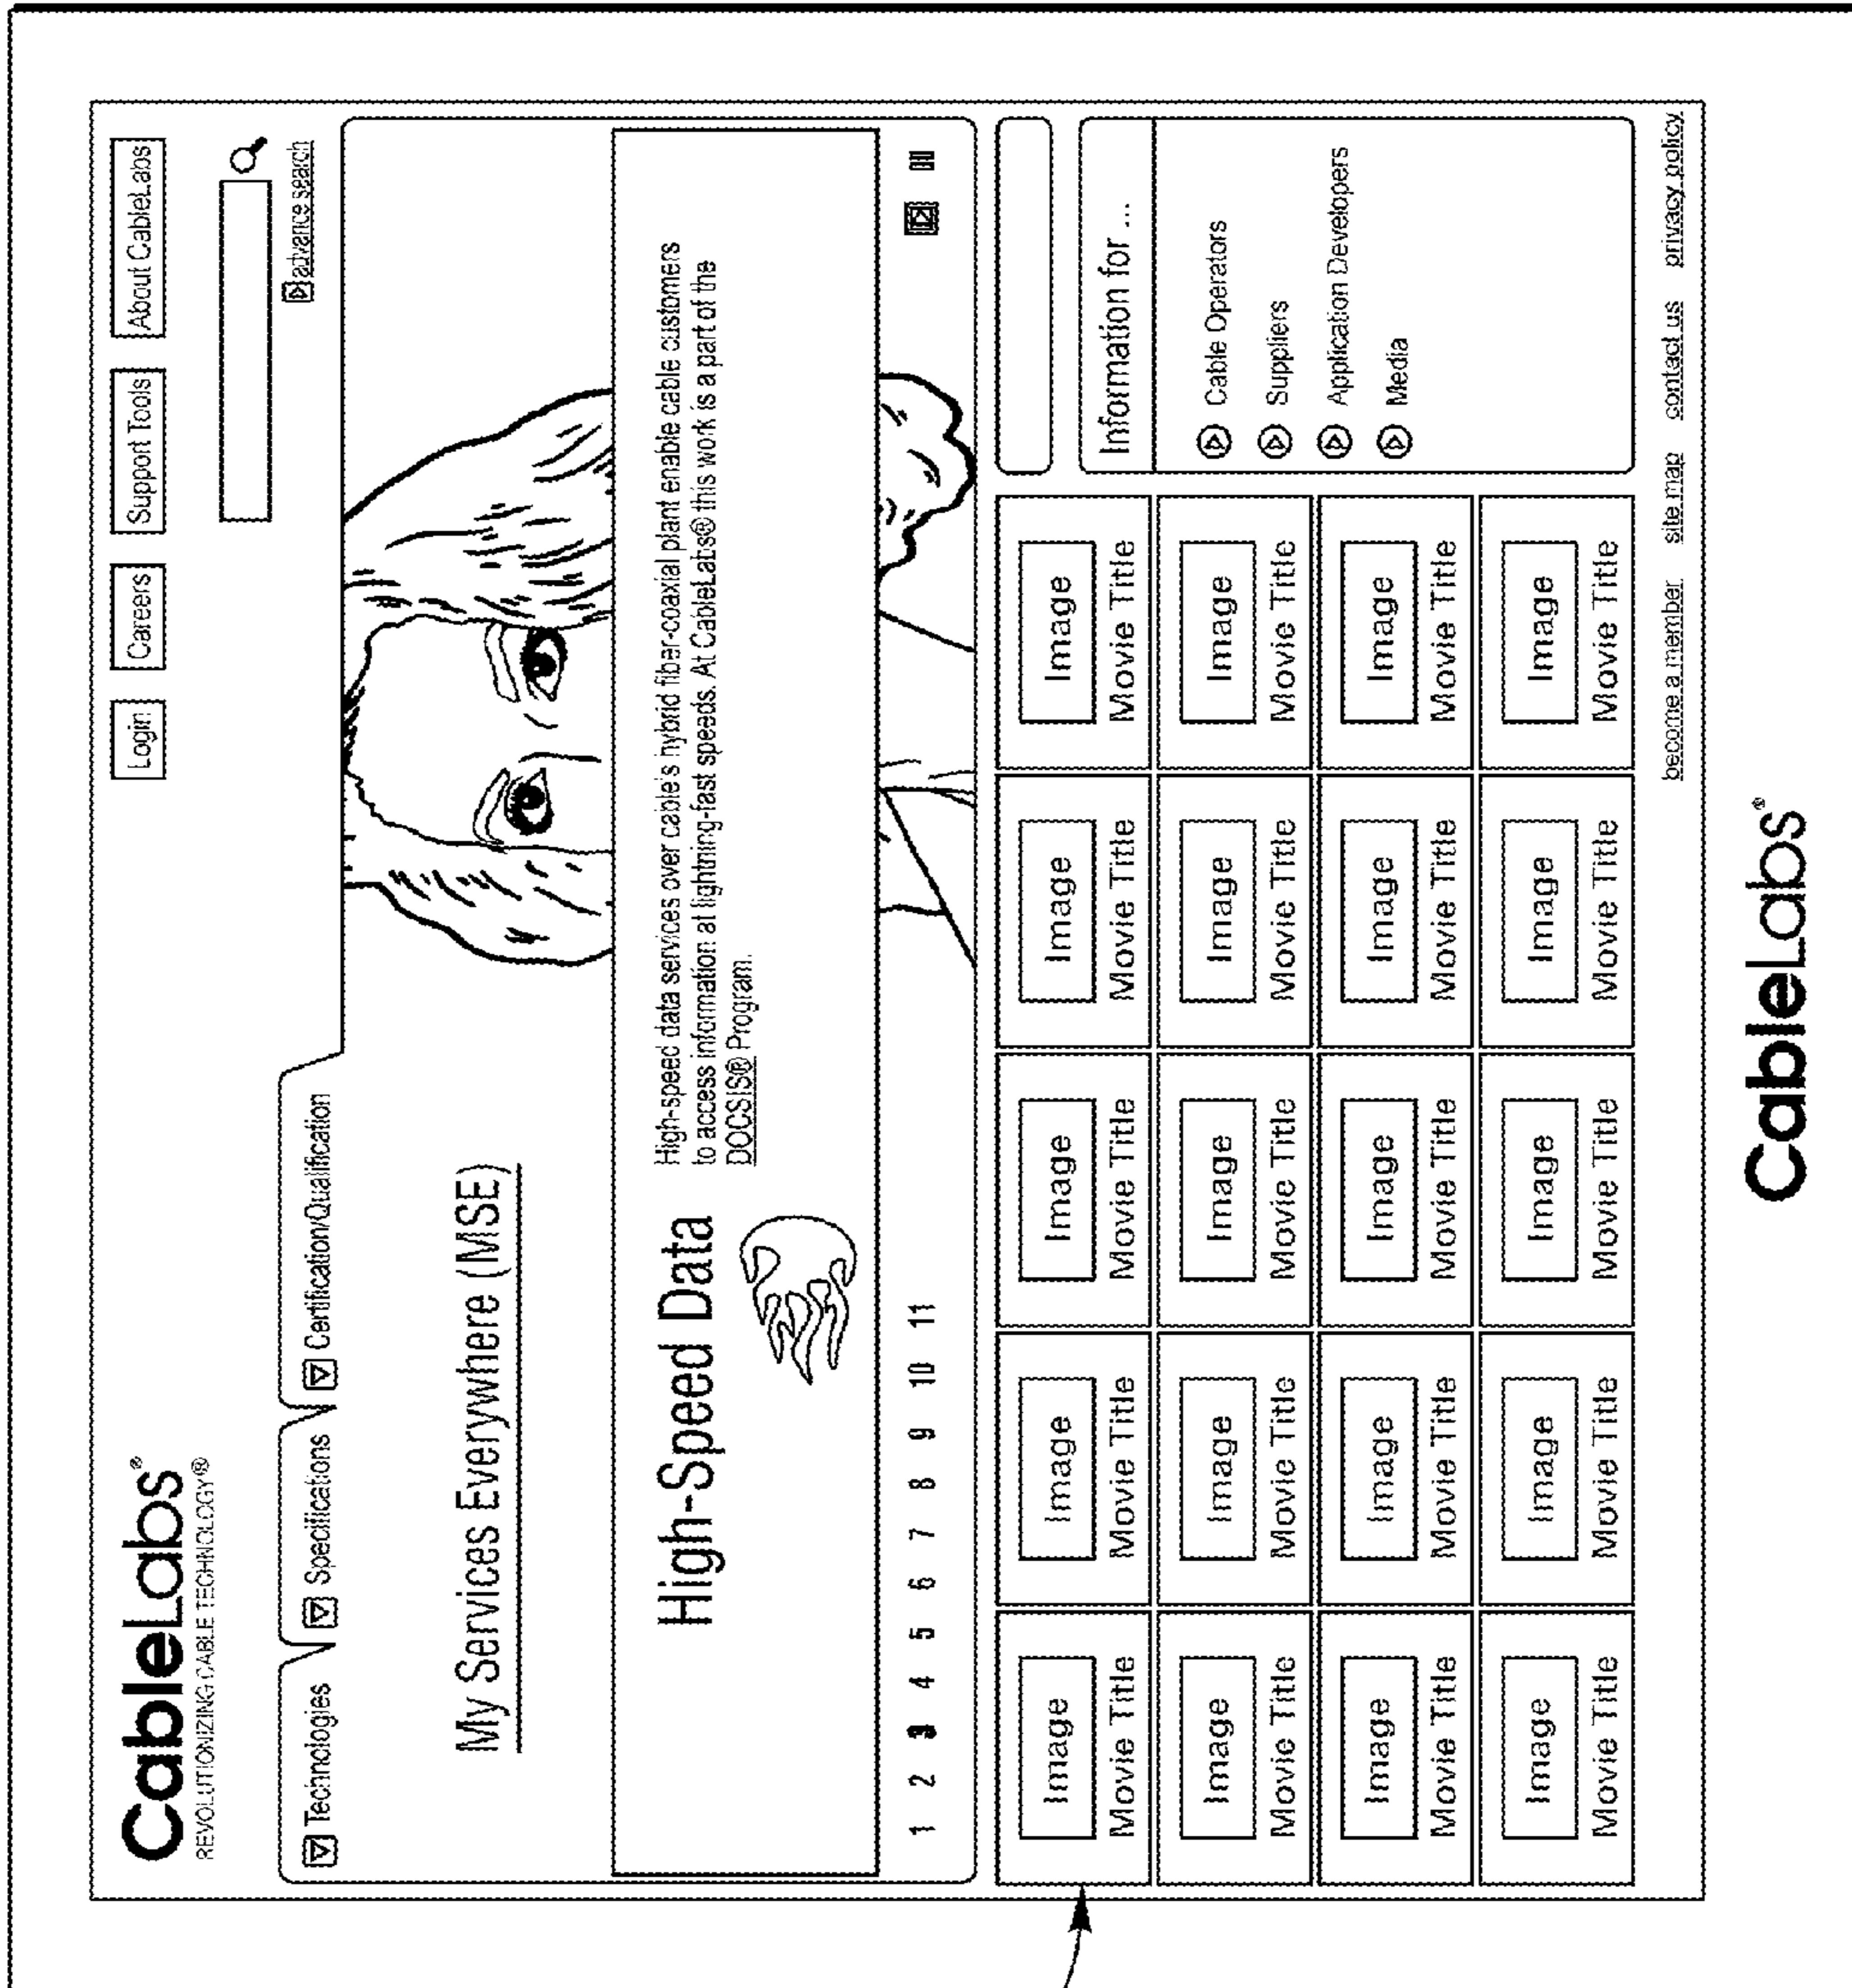 CableLabs®
REVOLUTIONIZING CABLE TECHNOLOGY®
Login Careers Support Tools About CableLabs
advance search
Technologies Specifications Certification/Qualification
My Services Everywhere (MSE)
High-Speed Data
High-speed data services over cable's hybrid fiber-coaxial plant enable cable customers
to access information at lightning-fast speeds. At CableLabs® this work is a part of the
DOCSIS® Program.
1 2 3 4 5 6 7 8 9 10 11
Image Image Image Image Image
Movie Title Movie Title Movie Title Movie Title Movie Title
Image Image Image Image Image
Movie Title Movie Title Movie Title Movie Title Movie Title
Image Image Image Image Image
Movie Title Movie Title Movie Title Movie Title Movie Title
Image Image Image Image Image
Movie Title Movie Title Movie Title Movie Title Movie Title
Information for ...
Cable Operators
Suppliers
Application Developers
Media
become a member site map contact us privacy policy
CableLabs®